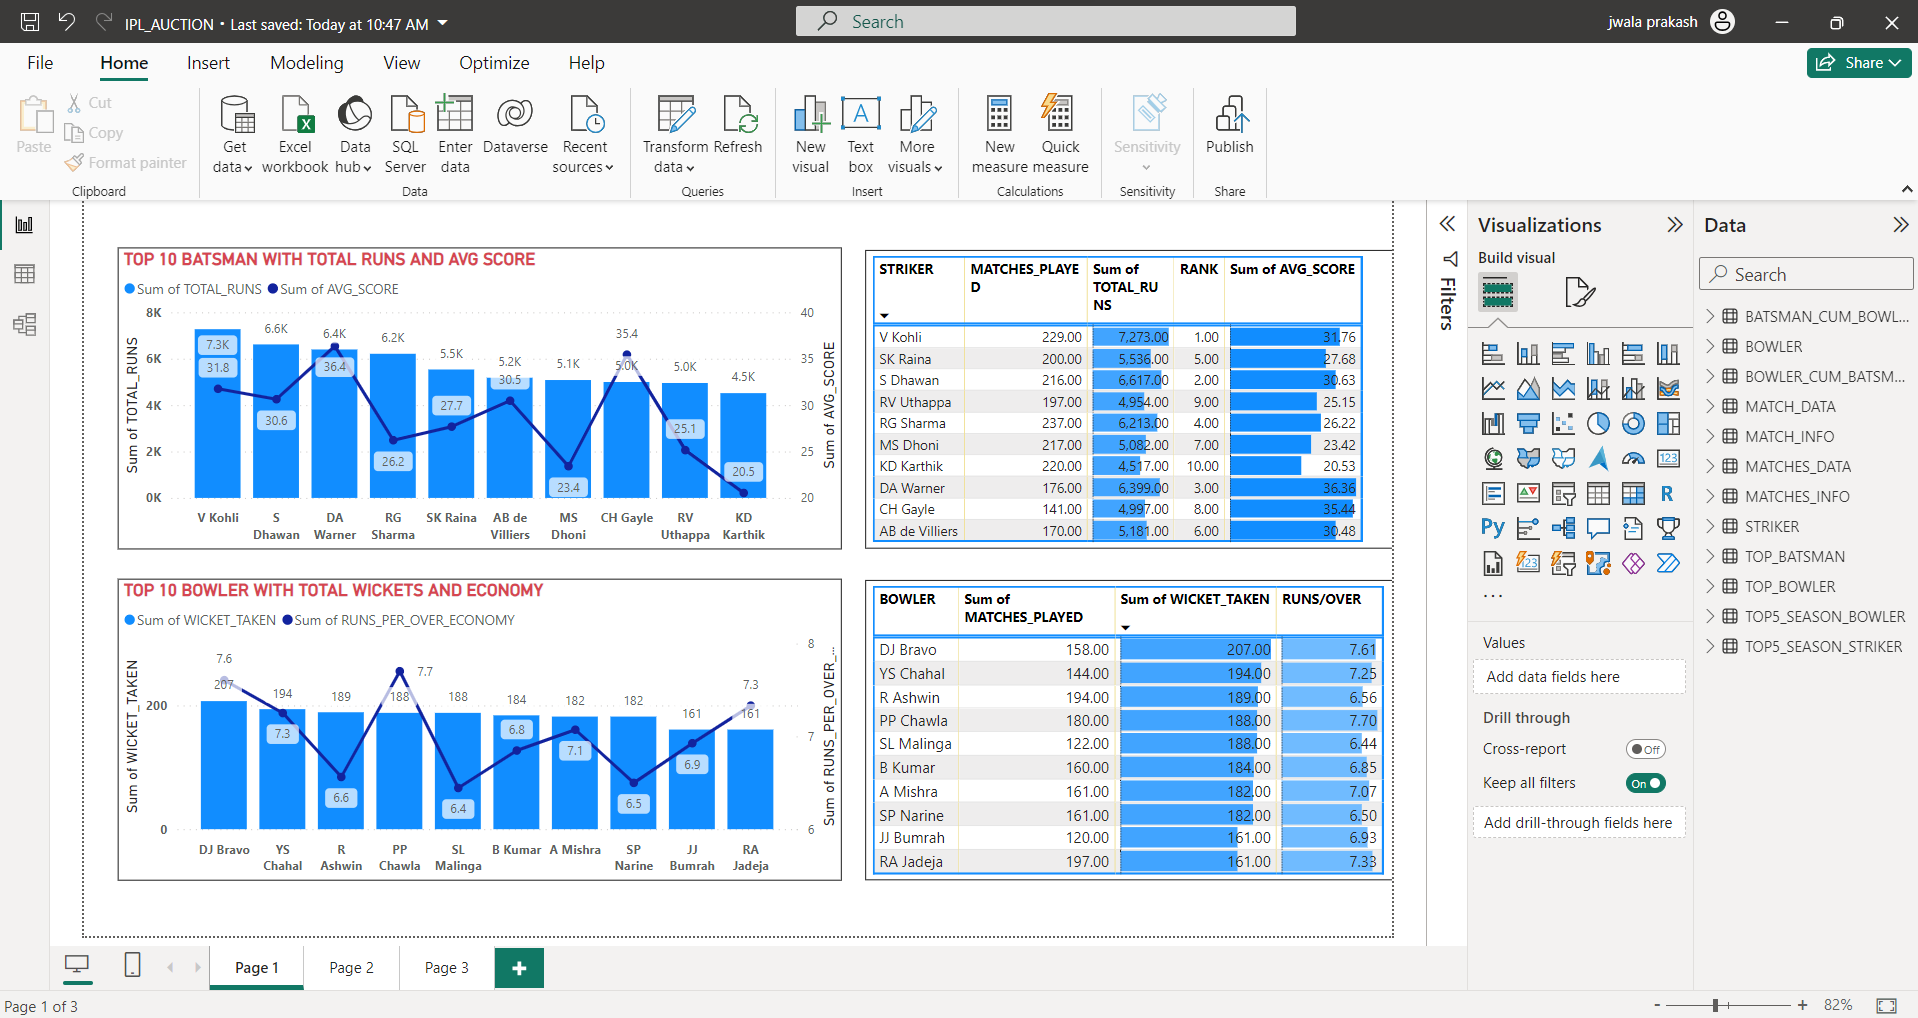 IPL_AUCTION • Last saved: Today at 10:47 AM
Search
jwala prakash
File
Home
Insert
Modeling
View
Optimize
Help
Share
Paste
Cut
Copy
Format painter
Clipboard
Get data
Excel workbook
Data hub
SQL Server
Enter data
Dataverse
Recent sources
Data
Transform data
Refresh
Queries
New visual
Text box
More visuals
Insert
New measure
Quick measure
Calculations
Sensitivity
Sensitivity
Publish
Share
TOP 10 BATSMAN WITH TOTAL RUNS AND AVG SCORE
Sum of TOTAL_RUNS Sum of AVG_SCORE
Sum of TOTAL_RUNS
8K
6K
4K
2K
0K
7.3K 6.6K 6.4K 6.2K 5.5K 5.2K 5.1K 5.0K 5.0K 4.5K
31.8 30.6 36.4 26.2 27.7 30.5 23.4 35.4 25.1 20.5
40
35
30
25
20
Sum of AVG_SCORE
V Kohli
S Dhawan
DA Warner
RG Sharma
SK Raina
AB de Villiers
MS Dhoni
CH Gayle
RV Uthappa
KD Karthik
STRIKER MATCHES_PLAYED Sum of TOTAL_RUNS RANK Sum of AVG_SCORE
V Kohli 229.00 7,273.00 1.00 31.76
SK Raina 200.00 5,536.00 5.00 27.68
S Dhawan 216.00 6,617.00 2.00 30.63
RV Uthappa 197.00 4,954.00 9.00 25.15
RG Sharma 237.00 6,213.00 4.00 26.22
MS Dhoni 217.00 5,082.00 7.00 23.42
KD Karthik 220.00 4,517.00 10.00 20.53
DA Warner 176.00 6,399.00 3.00 36.36
CH Gayle 141.00 4,997.00 8.00 35.44
AB de Villiers 170.00 5,181.00 6.00 30.48
TOP 10 BOWLER WITH TOTAL WICKETS AND ECONOMY
Sum of WICKET_TAKEN Sum of RUNS_PER_OVER_ECONOMY
Sum of WICKET_TAKEN
200
0
207 194 189 188 188 184 182 182 161 161
7.6 7.3 6.6 7.7 6.4 6.8 7.1 6.5 6.9 7.3
8
7
6
Sum of RUNS_PER_OVER_...
DJ Bravo
YS Chahal
R Ashwin
PP Chawla
SL Malinga
B Kumar
A Mishra
SP Narine
JJ Bumrah
RA Jadeja
BOWLER Sum of MATCHES_PLAYED Sum of WICKET_TAKEN RUNS/OVER
DJ Bravo 158.00 207.00 7.61
YS Chahal 144.00 194.00 7.25
R Ashwin 194.00 189.00 6.56
PP Chawla 180.00 188.00 7.70
SL Malinga 122.00 188.00 6.44
B Kumar 160.00 184.00 6.85
A Mishra 161.00 182.00 7.07
SP Narine 161.00 182.00 6.50
JJ Bumrah 120.00 161.00 6.93
RA Jadeja 197.00 161.00 7.33
Filters
Visualizations
Build visual
123
R
Py
123
...
Values
Add data fields here
Drill through
Cross-report Off
Keep all filters On
Add drill-through fields here
Data
Search
BATSMAN_CUM_BOWL...
BOWLER
BOWLER_CUM_BATSM...
MATCH_DATA
MATCH_INFO
MATCHES_DATA
MATCHES_INFO
STRIKER
TOP_BATSMAN
TOP_BOWLER
TOP5_SEASON_BOWLER
TOP5_SEASON_STRIKER
Page 1
Page 2
Page 3
+
Page 1 of 3
- + 82%